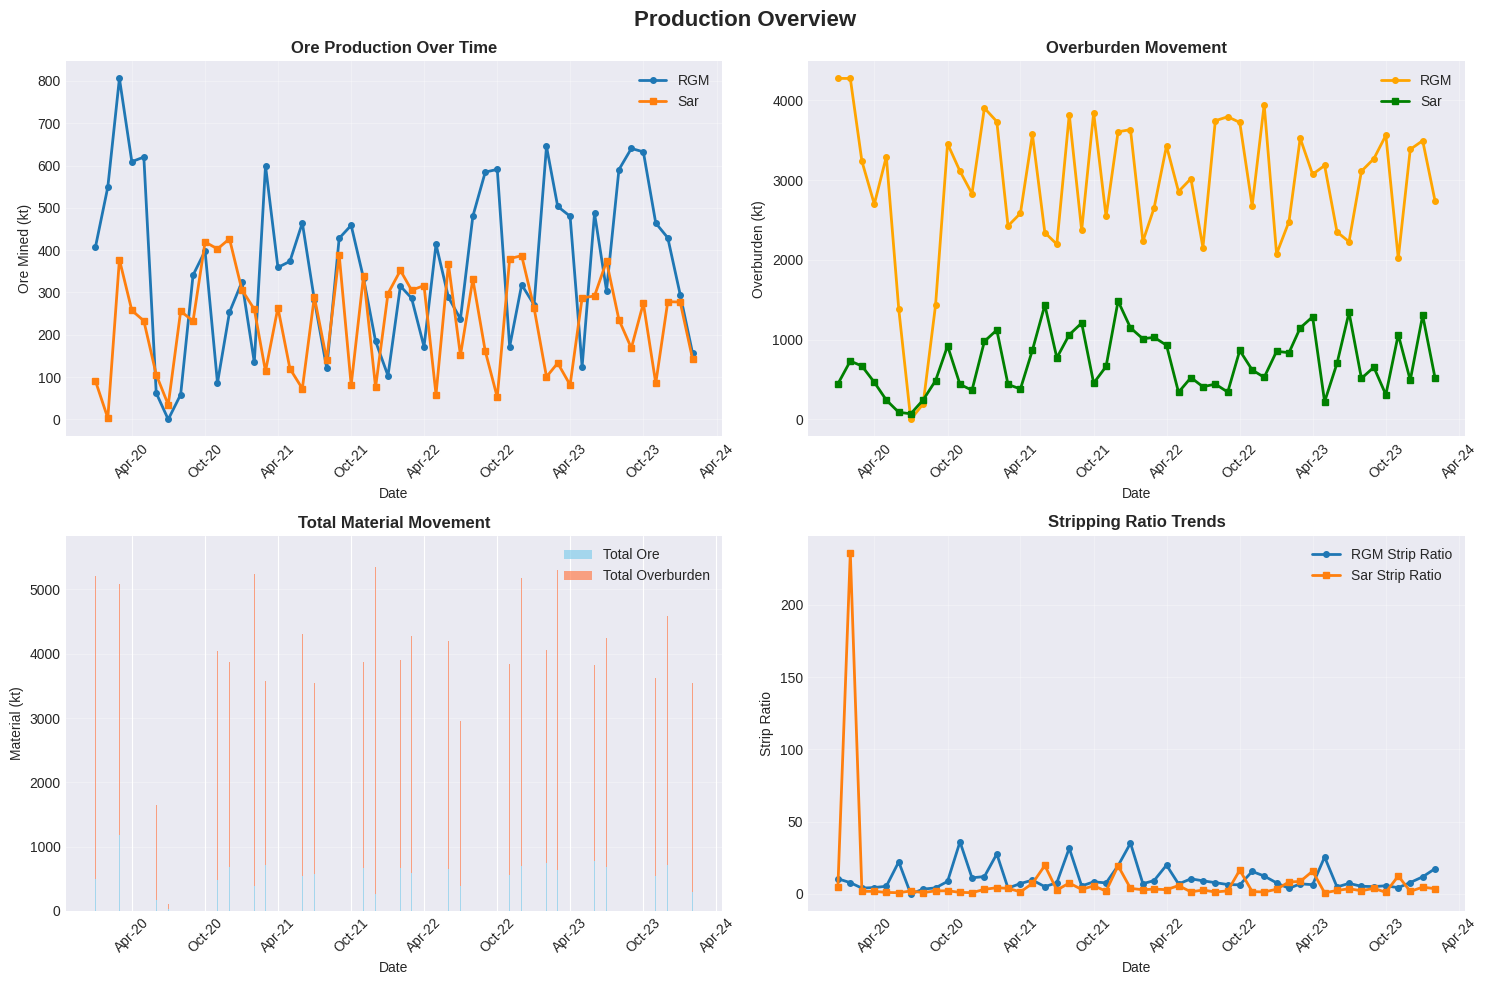 Production Overview
Ore Production Over Time
RGM
Sar
800
700
600
500
400
300
200
100
0
Ore Mined (kt)
Apr-20
Oct-20
Apr-21
Oct-21
Apr-22
Oct-22
Apr-23
Oct-23
Apr-24
Date
Overburden Movement
RGM
Sar
4000
3000
2000
1000
0
Overburden (kt)
Apr-20
Oct-20
Apr-21
Oct-21
Apr-22
Oct-22
Apr-23
Oct-23
Apr-24
Date
Total Material Movement
Total Ore
Total Overburden
5000
4000
3000
2000
1000
0
Material (kt)
Apr-20
Oct-20
Apr-21
Oct-21
Apr-22
Oct-22
Apr-23
Oct-23
Apr-24
Date
Stripping Ratio Trends
RGM Strip Ratio
Sar Strip Ratio
200
150
100
50
0
Strip Ratio
Apr-20
Oct-20
Apr-21
Oct-21
Apr-22
Oct-22
Apr-23
Oct-23
Apr-24
Date